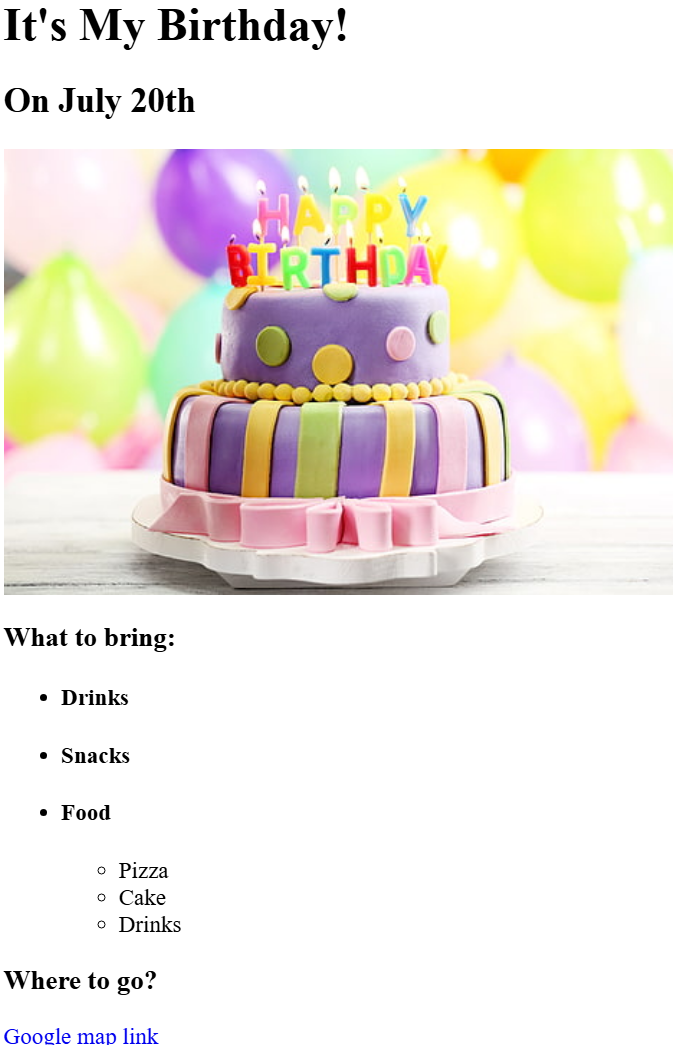 It's My Birthday!
On July 20th
HAPPY
BIRTHDAY
What to bring:
Drinks
Snacks
Food
Pizza
Cake
Drinks
Where to go?
Google map link